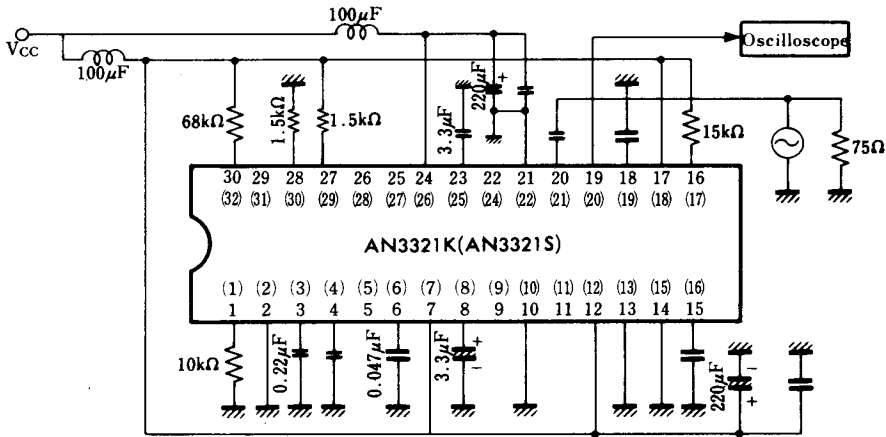 100μF
VCC
100μF
Oscilloscope
68kΩ
1.5kΩ
1.5kΩ
3.3μF
220μF
+
15kΩ
75Ω
30 29 28 27 26 25 24 23 22 21 20 19 18 17 16
(32) (31) (30) (29) (28) (27) (26) (25) (24) (22) (21) (20) (19) (18) (17)
AN3321K(AN3321S)
(1) (2) (3) (4) (5) (6) (7) (8) (9) (10) (11) (12) (13) (15) (16)
1 2 3 4 5 6 7 8 9 10 11 12 13 14 15
10kΩ
0.22μF
0.047μF
3.3μF
+
−
220μF
−
+